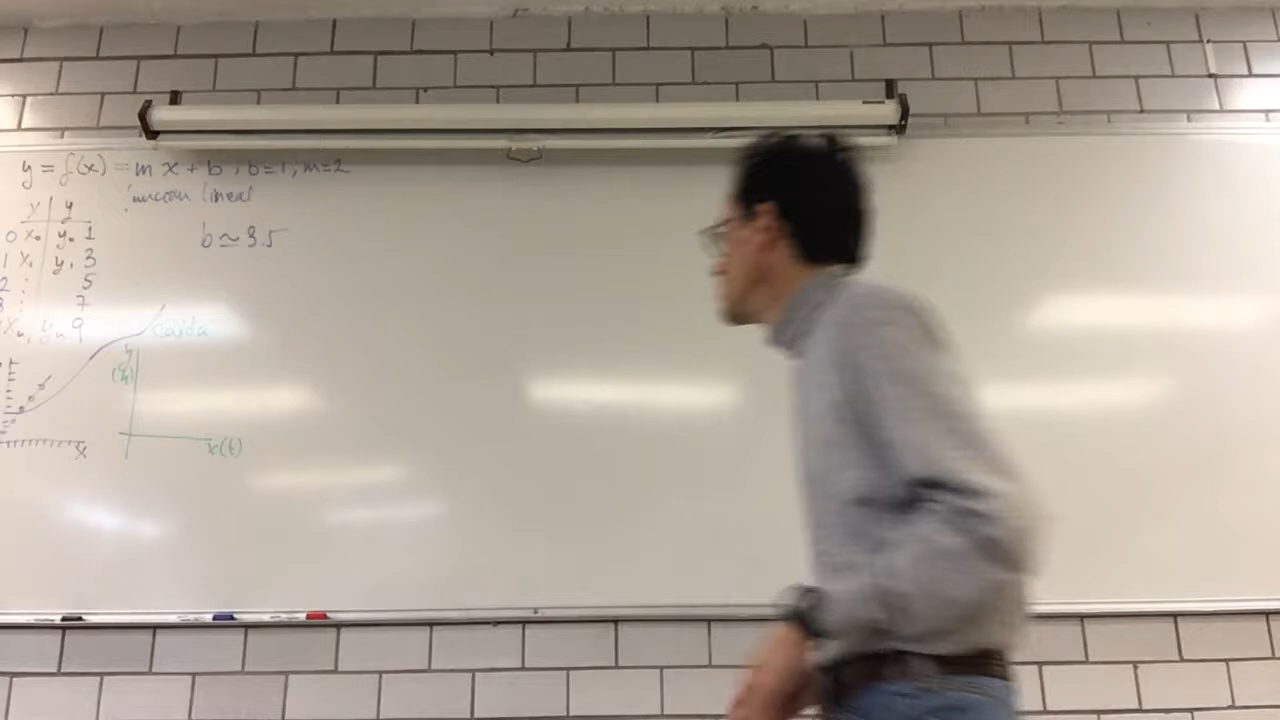 y = f(x) = m x + b , b=1, m=2
función lineal
x y
0 x₀ y₀ 1
1 x₁ y₁ 3
2 : 5
3 : 7
xₙ, yₙ 9
b ≃ 3.5
Caída
y
x
x(t)